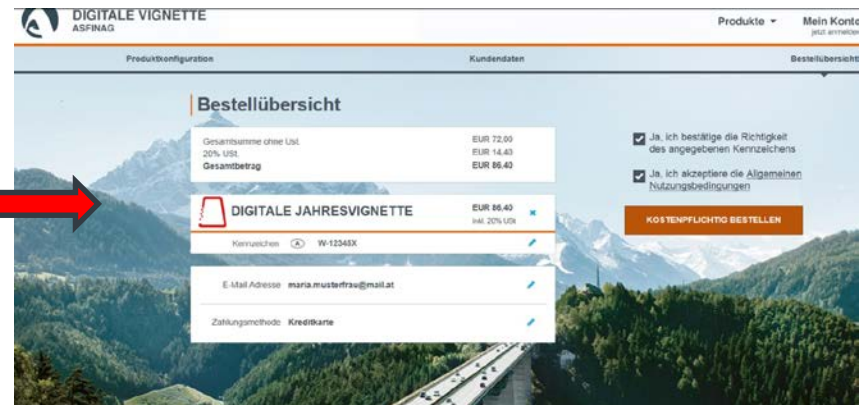 DIGITALE VIGNETTE
ASFINAG
Produkte
Mein Konto
jetzt anmelden
Produktkonfiguration
Kundendaten
Bestellübersicht
Bestellübersicht
Gesamtsumme ohne Ust. EUR 72,00
20% USt. EUR 14,40
Gesamtbetrag EUR 86,40
DIGITALE JAHRESVIGNETTE EUR 86,40
inkl. 20% USt
Kennzeichen A W-12345X
E-Mail Adresse maria.musterfrau@mail.at
Zahlungsmethode Kreditkarte
Ja, ich bestätige die Richtigkeit
des angegebenen Kennzeichens
Ja, ich akzeptiere die Allgemeinen
Nutzungsbedingungen
KOSTENPFLICHTIG BESTELLEN